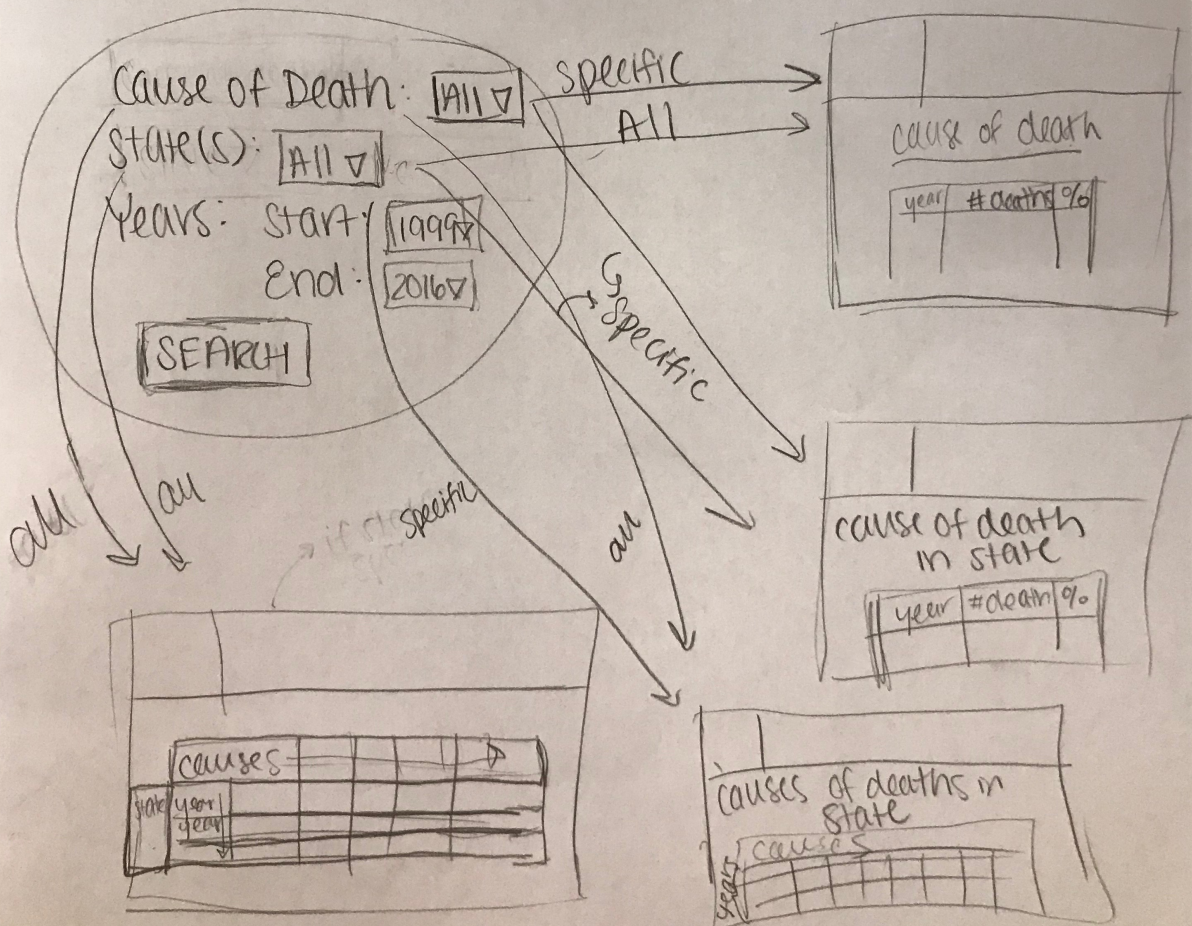 Cause of Death: All
State(s): All
Years: Start: 1999
End: 2016
SEARCH
specific
All
specific
all
all
specific
all
if
cause of death
year #deaths %
cause of death
in state
year #death %
causes
state
year
year
causes of deaths in
state
causes
years